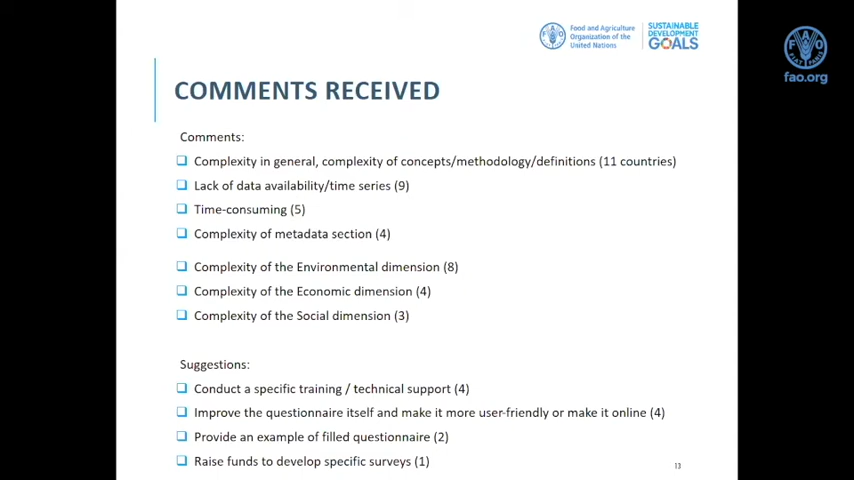 Food and Agriculture
Organization of the
United Nations
SUSTAINABLE
DEVELOPMENT
GOALS
FAO
FIAT PANIS
fao.org
COMMENTS RECEIVED
Comments:
Complexity in general, complexity of concepts/methodology/definitions (11 countries)
Lack of data availability/time series (9)
Time-consuming (5)
Complexity of metadata section (4)
Complexity of the Environmental dimension (8)
Complexity of the Economic dimension (4)
Complexity of the Social dimension (3)
Suggestions:
Conduct a specific training / technical support (4)
Improve the questionnaire itself and make it more user-friendly or make it online (4)
Provide an example of filled questionnaire (2)
Raise funds to develop specific surveys (1)
13